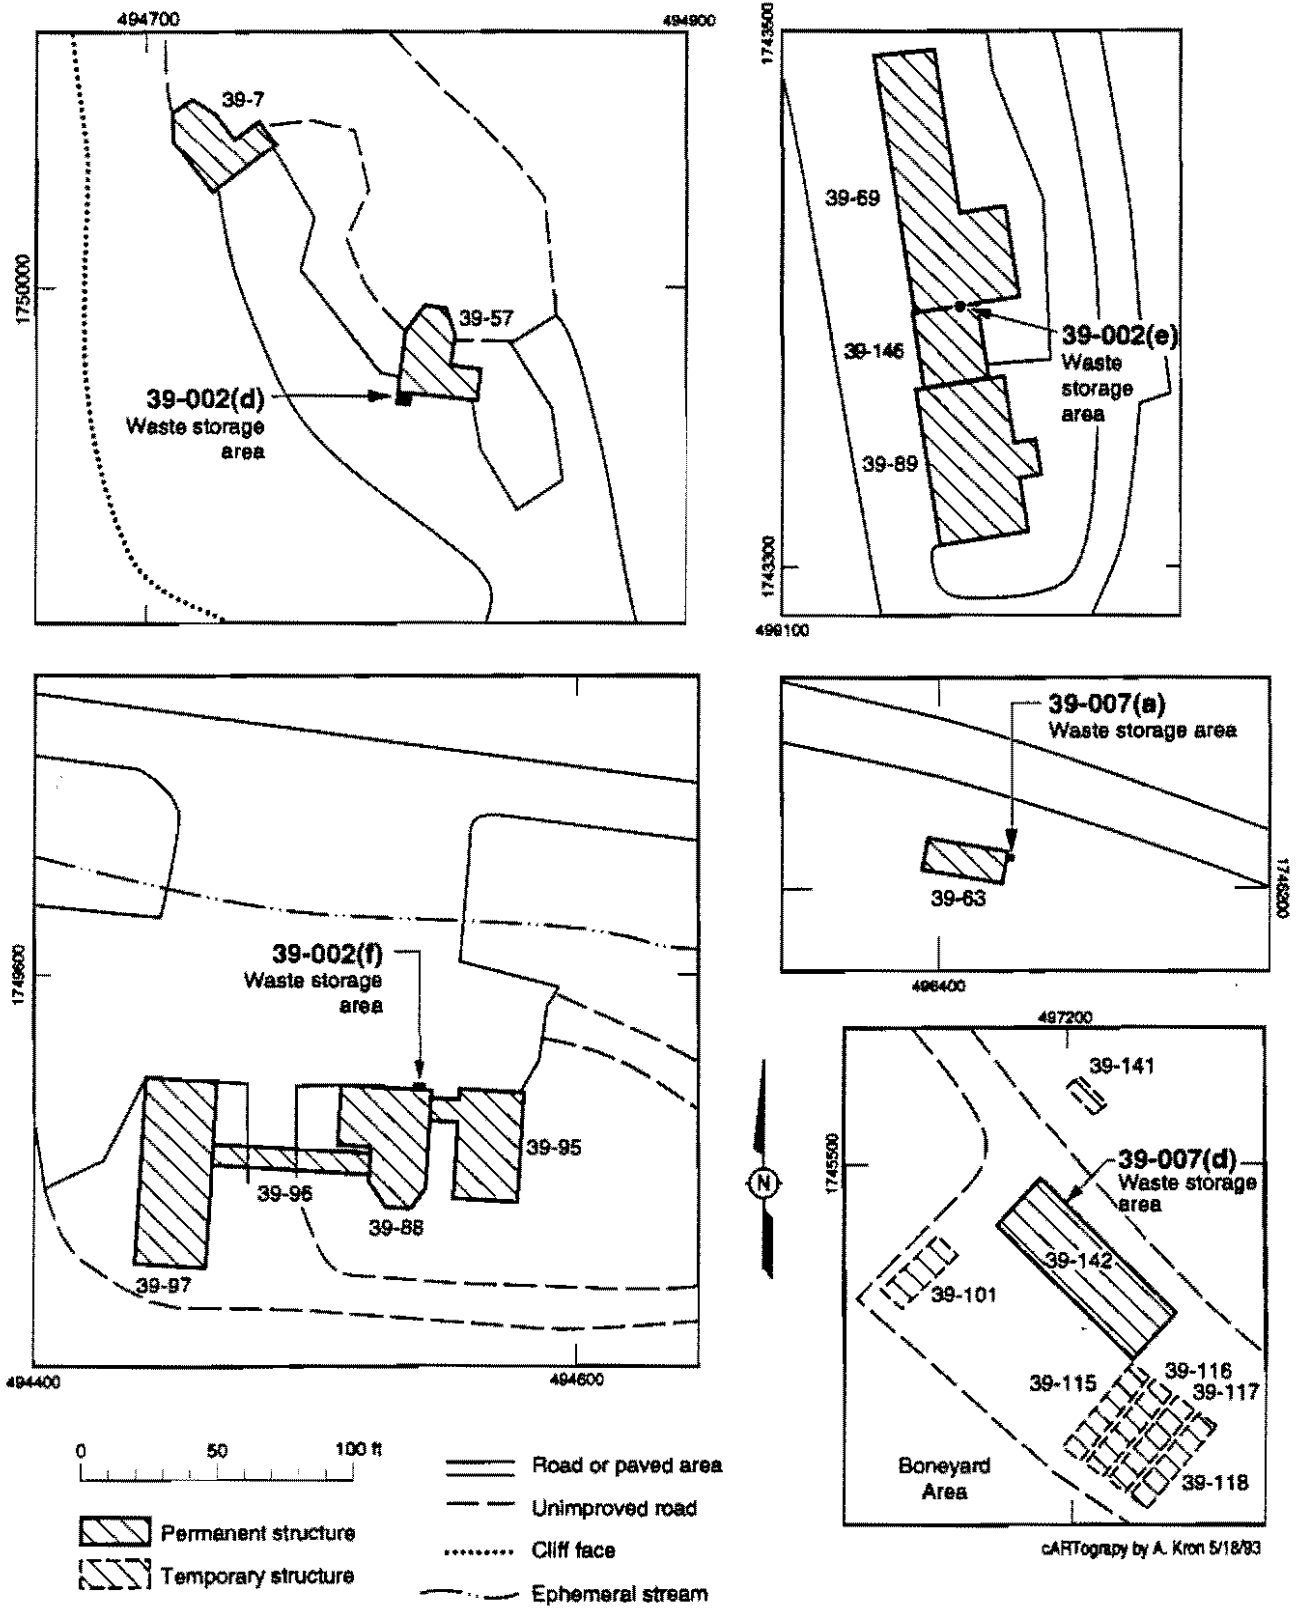 494700
494900
39-7
1750000
39-57
39-002(d)
Waste storage
area
1743500
39-69
39-002(e)
Waste
storage
area
39-146
39-89
1743300
499100
39-002(f)
Waste storage
area
1749600
39-95
39-96
39-88
39-97
494400
494600
39-007(a)
Waste storage area
39-63
1746200
496400
497200
39-141
1745500
39-007(d)
Waste storage
area
39-142
39-101
39-115
39-116
39-117
39-118
Boneyard
Area
N
0 50 100 ft
Permanent structure
Temporary structure
Road or paved area
Unimproved road
Cliff face
Ephemeral stream
cARTograpy by A. Kron 5/18/93